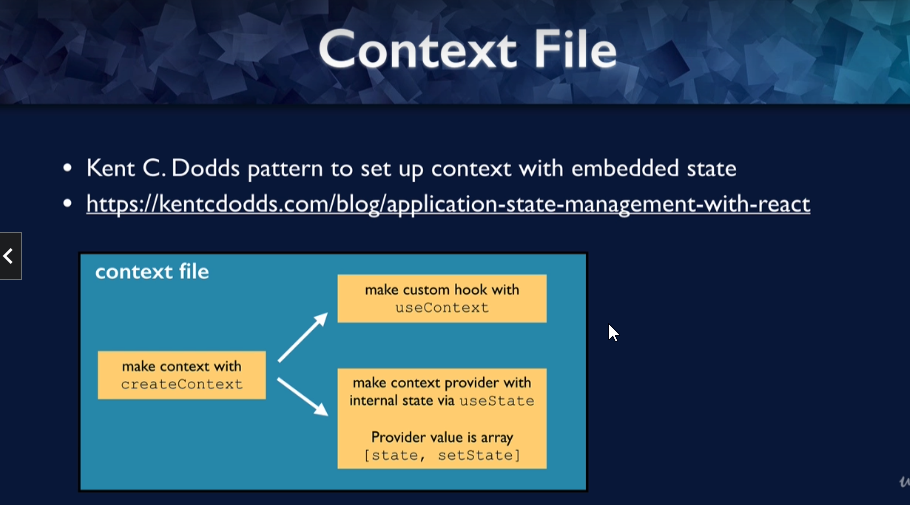 Context File
Kent C. Dodds pattern to set up context with embedded state
https://kentcdodds.com/blog/application-state-management-with-react
context file
make custom hook with
useContext
make context with
createContext
make context provider with
internal state via useState
Provider value is array
[state, setState]